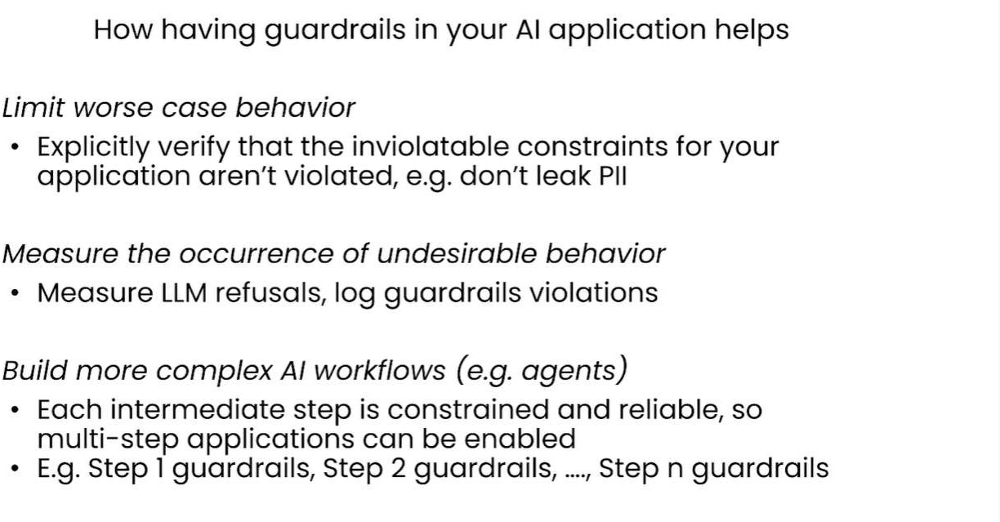 How having guardrails in your AI application helps
Limit worse case behavior
• Explicitly verify that the inviolatable constraints for your
application aren't violated, e.g. don't leak PII
Measure the occurrence of undesirable behavior
• Measure LLM refusals, log guardrails violations
Build more complex AI workflows (e.g. agents)
• Each intermediate step is constrained and reliable, so
multi-step applications can be enabled
• E.g. Step 1 guardrails, Step 2 guardrails, ...., Step n guardrails